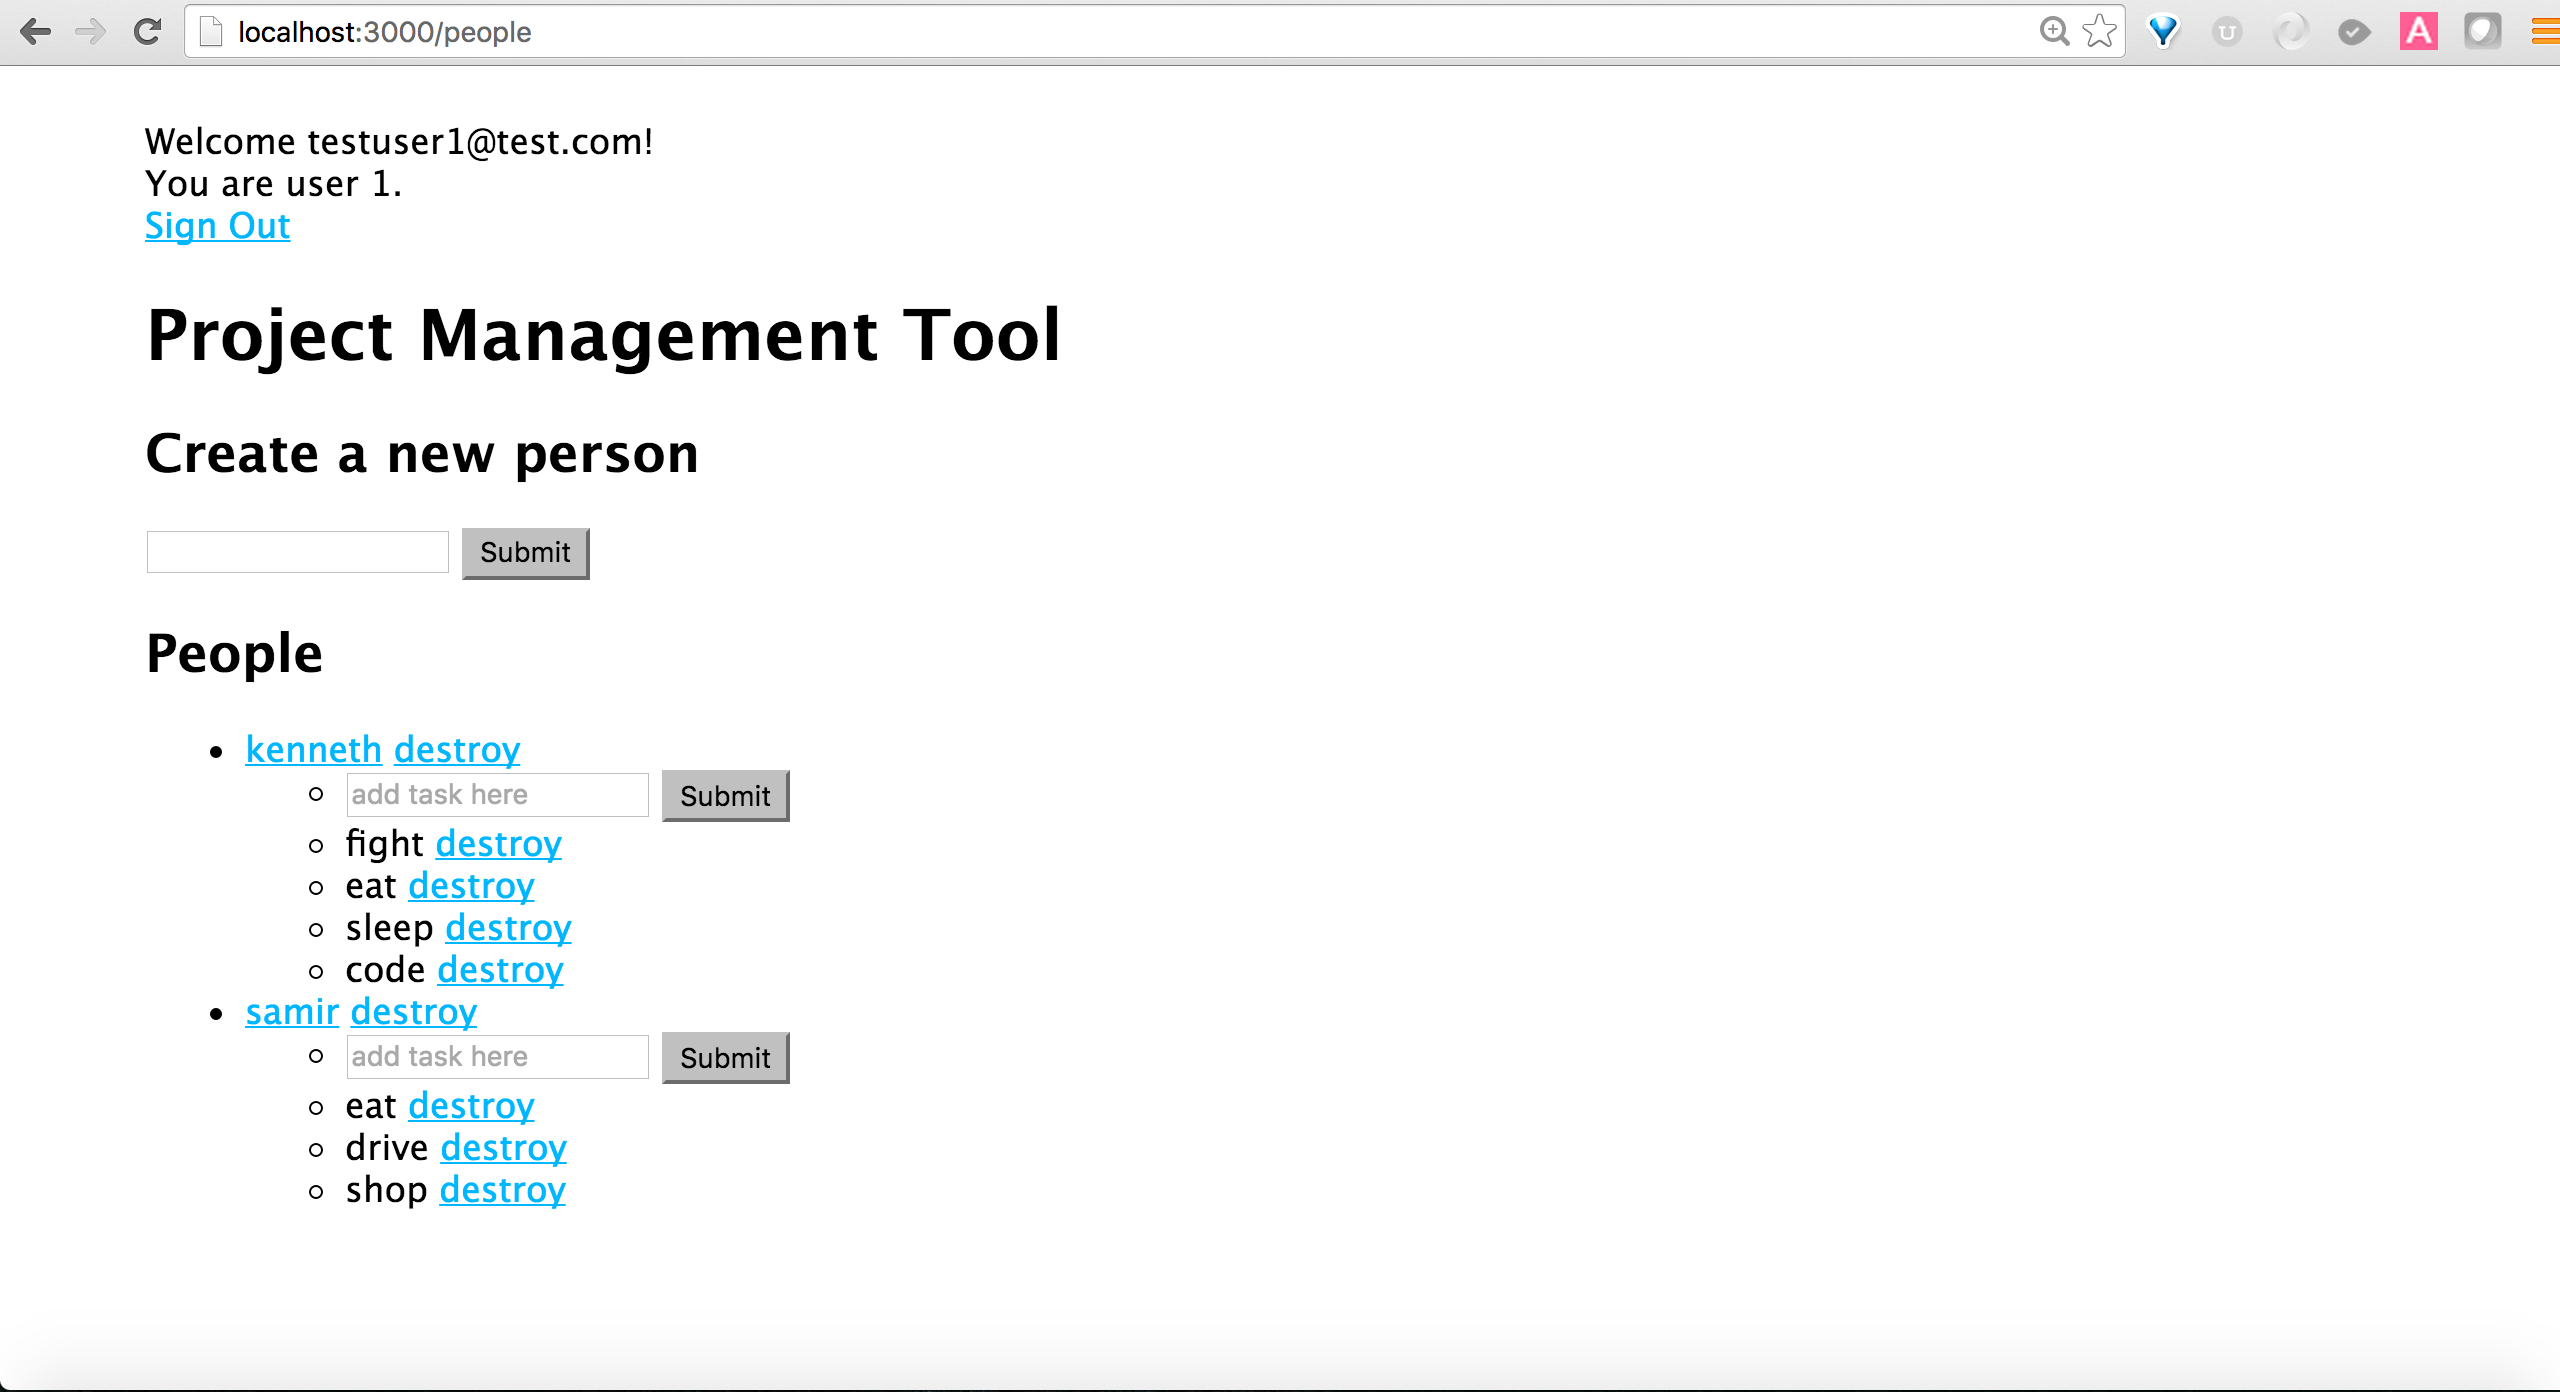 localhost:3000/people
U
A
Welcome testuser1@test.com!
You are user 1.
Sign Out
Project Management Tool
Create a new person
Submit
People
kenneth destroy
add task here Submit
fight destroy
eat destroy
sleep destroy
code destroy
samir destroy
add task here Submit
eat destroy
drive destroy
shop destroy